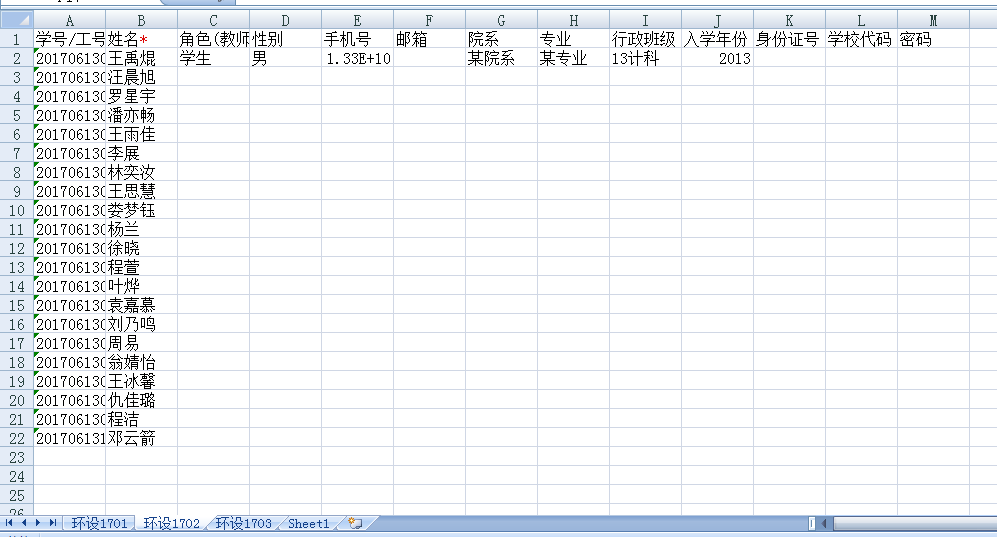 A B C D E F G H I J K L M
1 学号/工号 姓名* 角色(教师 性别 手机号 邮箱 院系 专业 行政班级 入学年份 身份证号 学校代码 密码
2 201706130 王禹焜 学生 男 1.33E+10 某院系 某专业 13计科 2013
3 201706130 汪晨旭
4 201706130 罗星宇
5 201706130 潘亦畅
6 201706130 王雨佳
7 201706130 李展
8 201706130 林奕汝
9 201706130 王思慧
10 201706130 娄梦钰
11 201706130 杨兰
12 201706130 徐晓
13 201706130 程萱
14 201706130 叶烨
15 201706130 袁嘉慕
16 201706130 刘乃鸣
17 201706130 周易
18 201706130 翁婧怡
19 201706130 王冰馨
20 201706130 仇佳璐
21 201706130 程洁
22 201706131 邓云箭
23
24
25
26
环设1701 环设1702 环设1703 Sheet1